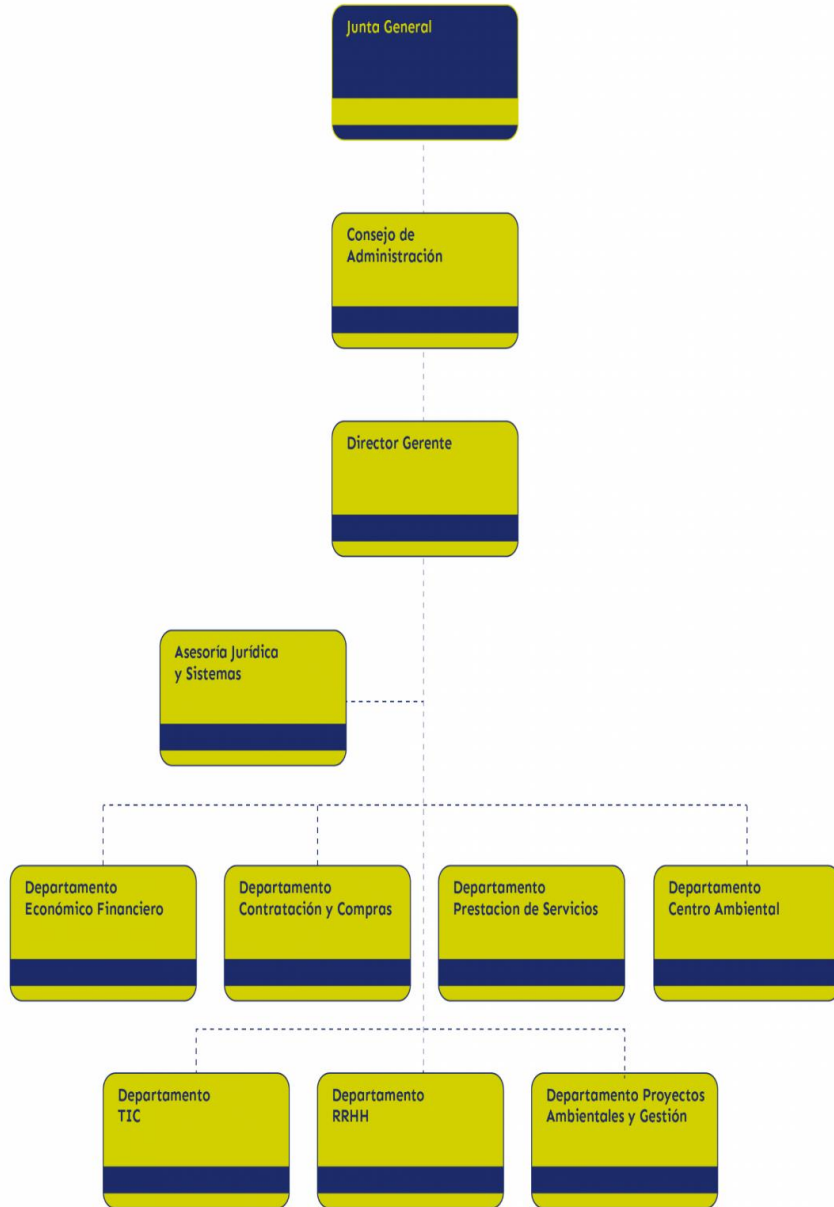 Junta General
Consejo de
Administración
Director Gerente
Asesoría Jurídica
y Sistemas
Departamento
Económico Financiero
Departamento
Contratación y Compras
Departamento
Prestacion de Servicios
Departamento
Centro Ambiental
Departamento
TIC
Departamento
RRHH
Departamento Proyectos
Ambientales y Gestión